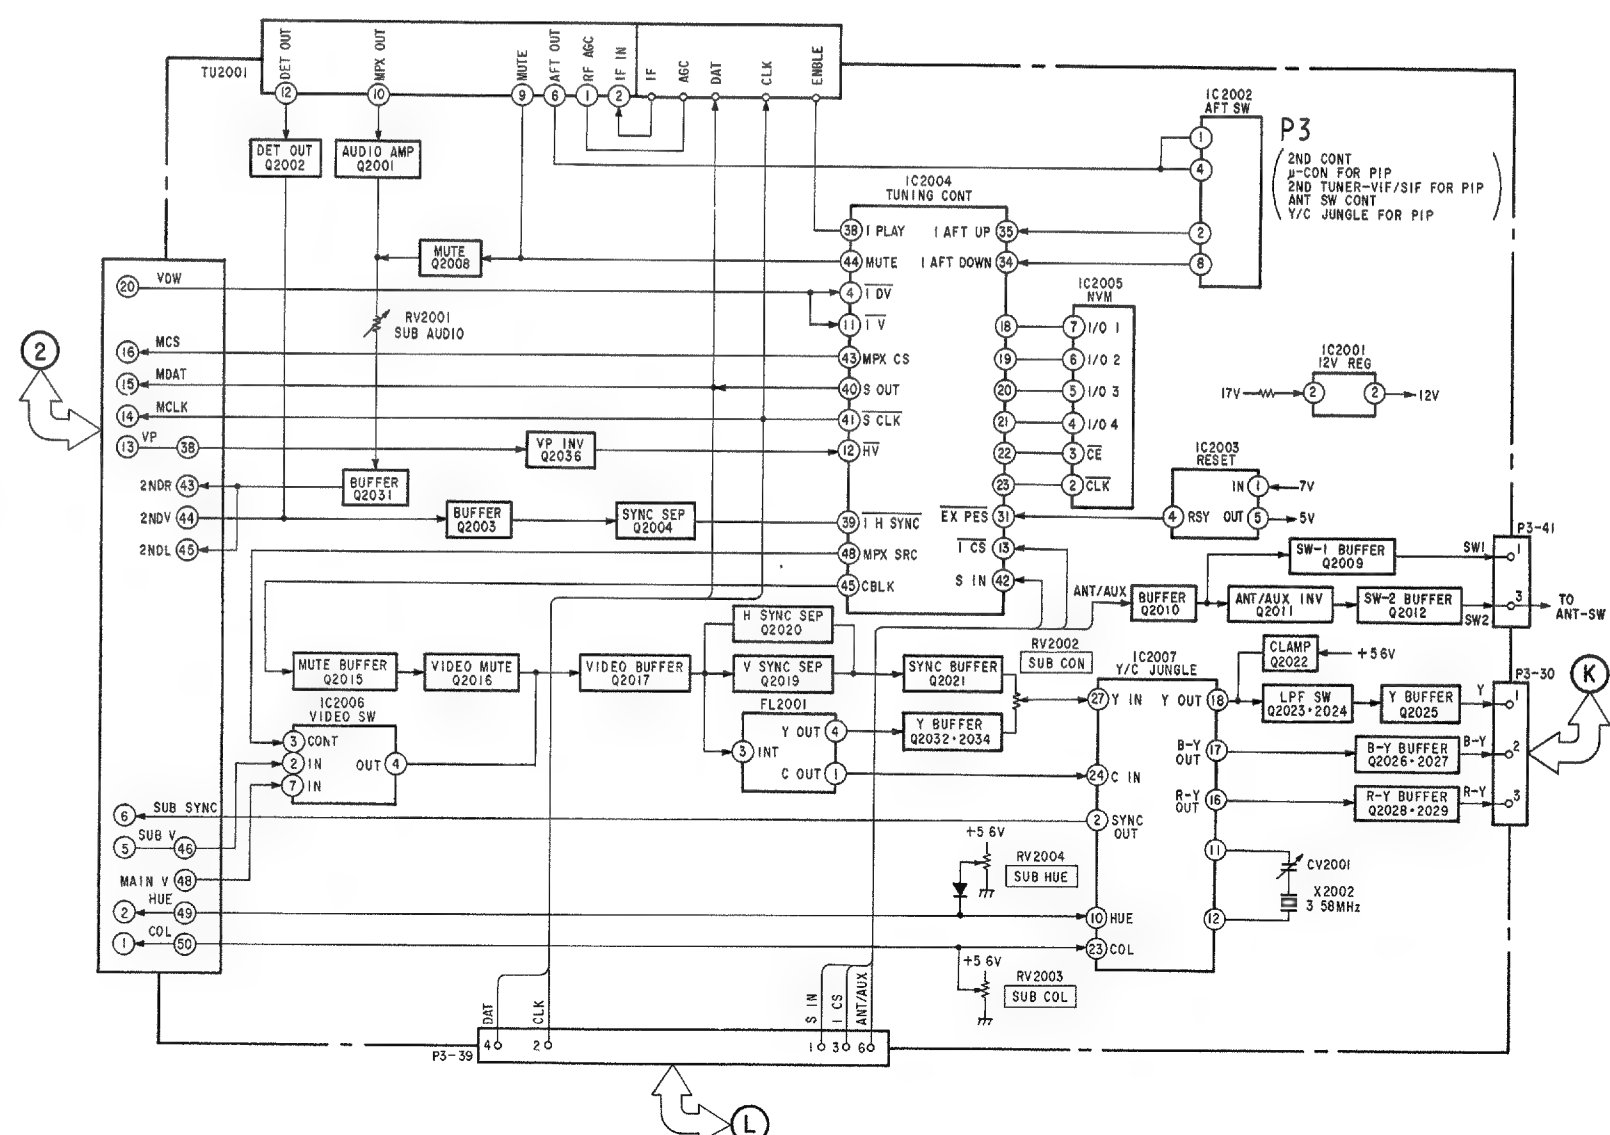 TU2001
DET OUT
MPX OUT
MUTE
AFT OUT
RF AGC
IF IN
IF
AGC
DAT
CLK
ENBLE
12
10
9
6
1
2
DET OUT
Q2002
AUDIO AMP
Q2001
IC2002
AFT SW
1
4
2
8
P3
2ND CONT
μ-CON FOR PIP
2ND TUNER-VIF/SIF FOR PIP
ANT SW CONT
Y/C JUNGLE FOR PIP
IC2004
TUNING CONT
38 I PLAY
I AFT UP 35
44 MUTE
I AFT DOWN 34
4 I DV
11 I V
43 MPX CS
40 S OUT
41 S CLK
12 HV
39 I H SYNC
48 MPX SRC
45 CBLK
18
19
20
21
22
23
EX PES 31
I CS 13
S IN 42
MUTE
Q2008
RV2001
SUB AUDIO
IC2005
NVM
7 I/O 1
6 I/O 2
5 I/O 3
4 I/O 4
3 CE
2 CLK
IC2001
12V REG
17V
2
2
12V
IC2003
RESET
IN 1
7V
4 RSY
OUT 5
5V
2
20
VDW
16
MCS
15
MDAT
14
MCLK
13
VP
38
2NDR 43
2NDV 44
2NDL 45
VP INV
Q2036
BUFFER
Q2031
BUFFER
Q2003
SYNC SEP
Q2004
P3-41
SW-1 BUFFER
Q2009
SW1
1
ANT/AUX
BUFFER
Q2010
ANT/AUX INV
Q2011
SW-2 BUFFER
Q2012
SW2
3
TO
ANT-SW
H SYNC SEP
Q2020
MUTE BUFFER
Q2015
VIDEO MUTE
Q2016
VIDEO BUFFER
Q2017
V SYNC SEP
Q2019
SYNC BUFFER
Q2021
RV2002
SUB CON
IC2007
Y/C JUNGLE
27 Y IN
Y OUT 18
24 C IN
B-Y
OUT
17
2 SYNC
OUT
R-Y
OUT
16
11
12
10 HUE
23 COL
CLAMP
Q2022
+5 6V
LPF SW
Q2023·2024
Y BUFFER
Q2025
Y
P3-30
1
B-Y BUFFER
Q2026·2027
B-Y
2
R-Y BUFFER
Q2028·2029
R-Y
3
K
IC2006
VIDEO SW
3 CONT
2 IN
7 IN
OUT 4
FL2001
3 INT
Y OUT 4
C OUT 1
Y BUFFER
Q2032·2034
CV2001
X2002
3 58MHz
6
SUB SYNC
5
SUB V
46
MAIN V 48
2
HUE
49
1
COL
50
+5 6V
RV2004
SUB HUE
+5 6V
RV2003
SUB COL
DAT
CLK
S IN
I CS
ANT/AUX
P3-39
4
2
1
3
6
L